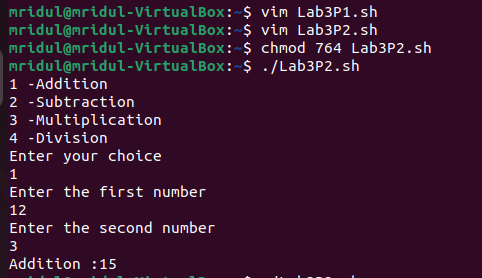 mridul@mridul-VirtualBox:~$ vim Lab3P1.sh
mridul@mridul-VirtualBox:~$ vim Lab3P2.sh
mridul@mridul-VirtualBox:~$ chmod 764 Lab3P2.sh
mridul@mridul-VirtualBox:~$ ./Lab3P2.sh
1 -Addition
2 -Subtraction
3 -Multiplication
4 -Division
Enter your choice
1
Enter the first number
12
Enter the second number
3
Addition :15